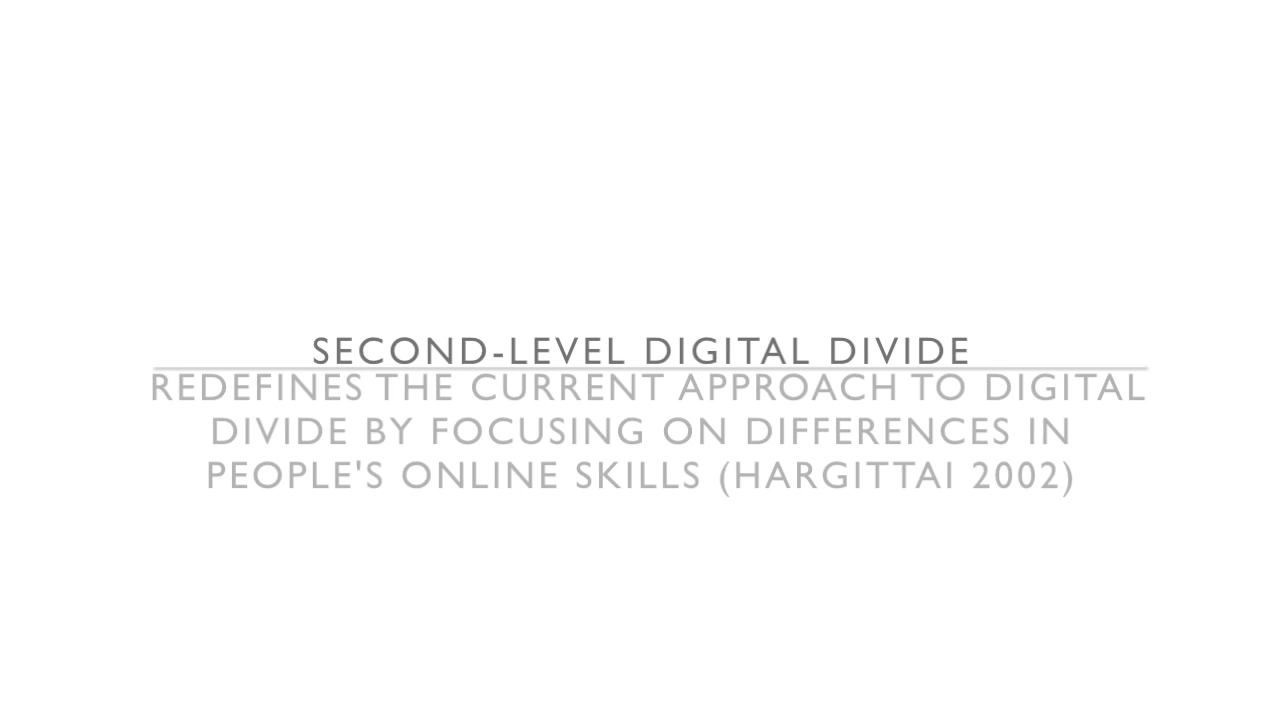 SECOND-LEVEL DIGITAL DIVIDE
REDEFINES THE CURRENT APPROACH TO DIGITAL
DIVIDE BY FOCUSING ON DIFFERENCES IN
PEOPLE'S ONLINE SKILLS (HARGITTAI 2002)